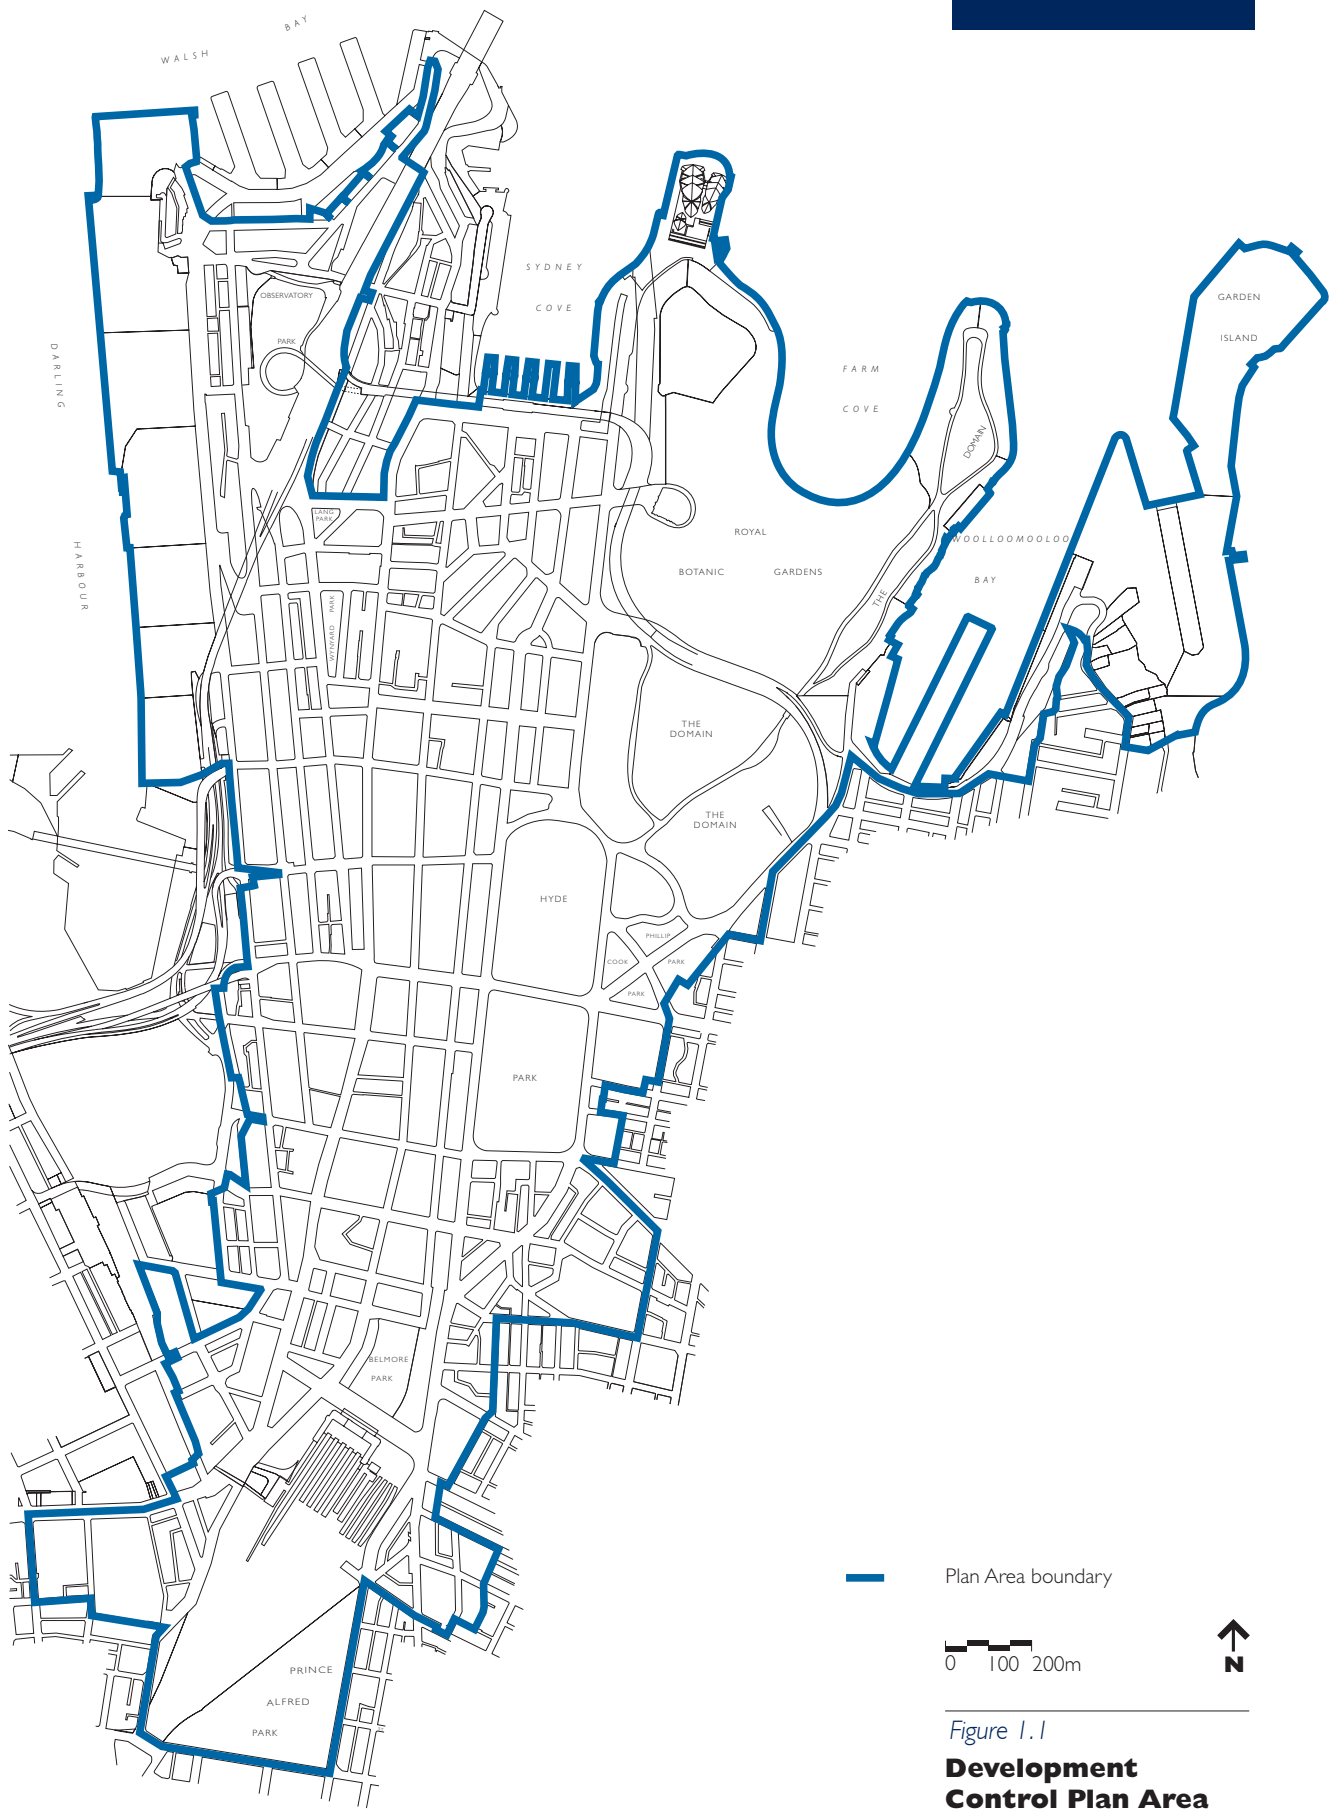 WALSH BAY
SYDNEY
COVE
OBSERVATORY
PARK
GARDEN
ISLAND
DARLING
HARBOUR
FARM
COVE
DOMAIN
THE
LANG
PARK
ROYAL
BOTANIC GARDENS
WOOLLOOMOOLOO
BAY
WYNYARD PARK
THE
DOMAIN
THE
DOMAIN
HYDE
PARK
PHILLIP
PARK
COOK
PARK
BELMORE
PARK
PRINCE
ALFRED
PARK
Plan Area boundary
0 100 200m
N
Figure 1.1
Development
Control Plan Area